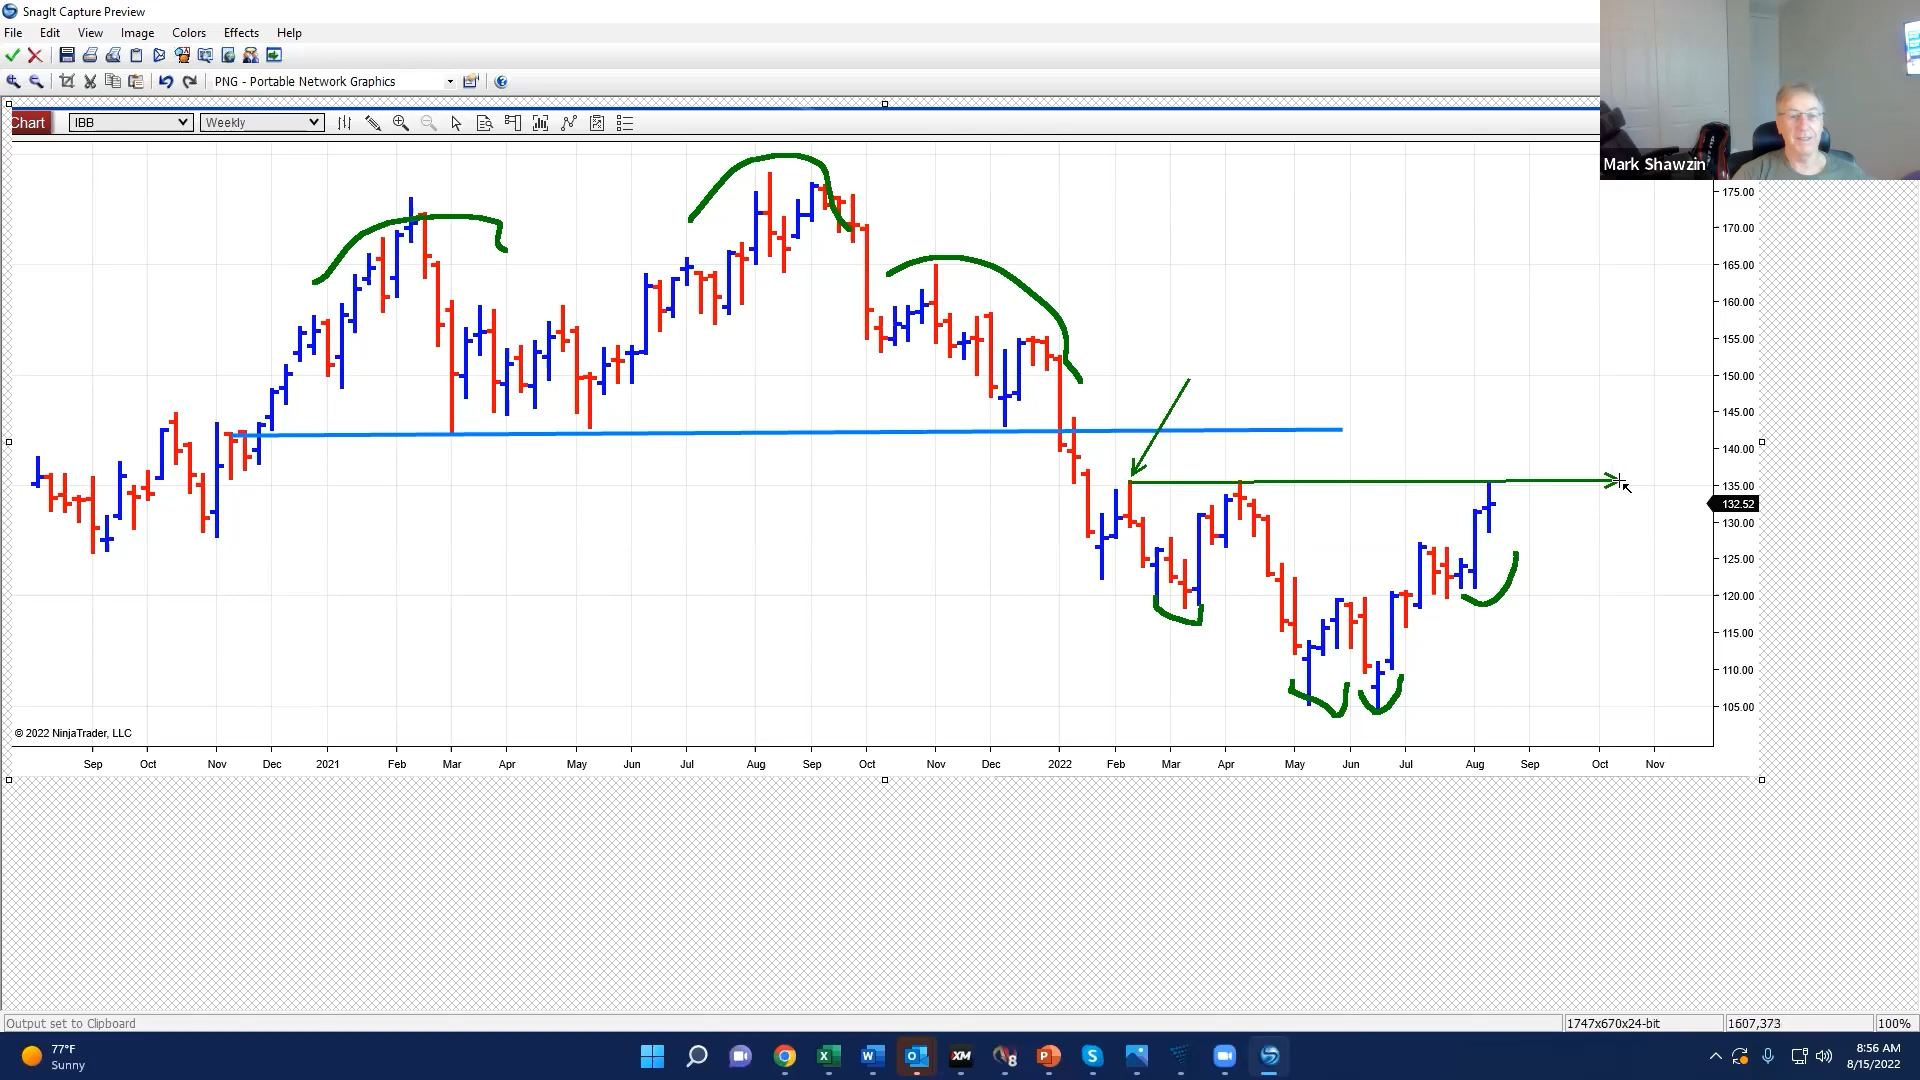 SnagIt Capture Preview
File Edit View Image Colors Effects Help
PNG - Portable Network Graphics
Chart IBB Weekly
Mark Shawzin
175.00
170.00
165.00
160.00
155.00
150.00
145.00
140.00
135.00
132.52
130.00
125.00
120.00
115.00
110.00
105.00
© 2022 NinjaTrader, LLC
Sep Oct Nov Dec 2021 Feb Mar Apr May Jun Jul Aug Sep Oct Nov Dec 2022 Feb Mar Apr May Jun Jul Aug Sep Oct Nov
Output set to Clipboard 1747x670x24-bit 1607,373 100%
77°F
Sunny
XM
8
8:56 AM
8/15/2022